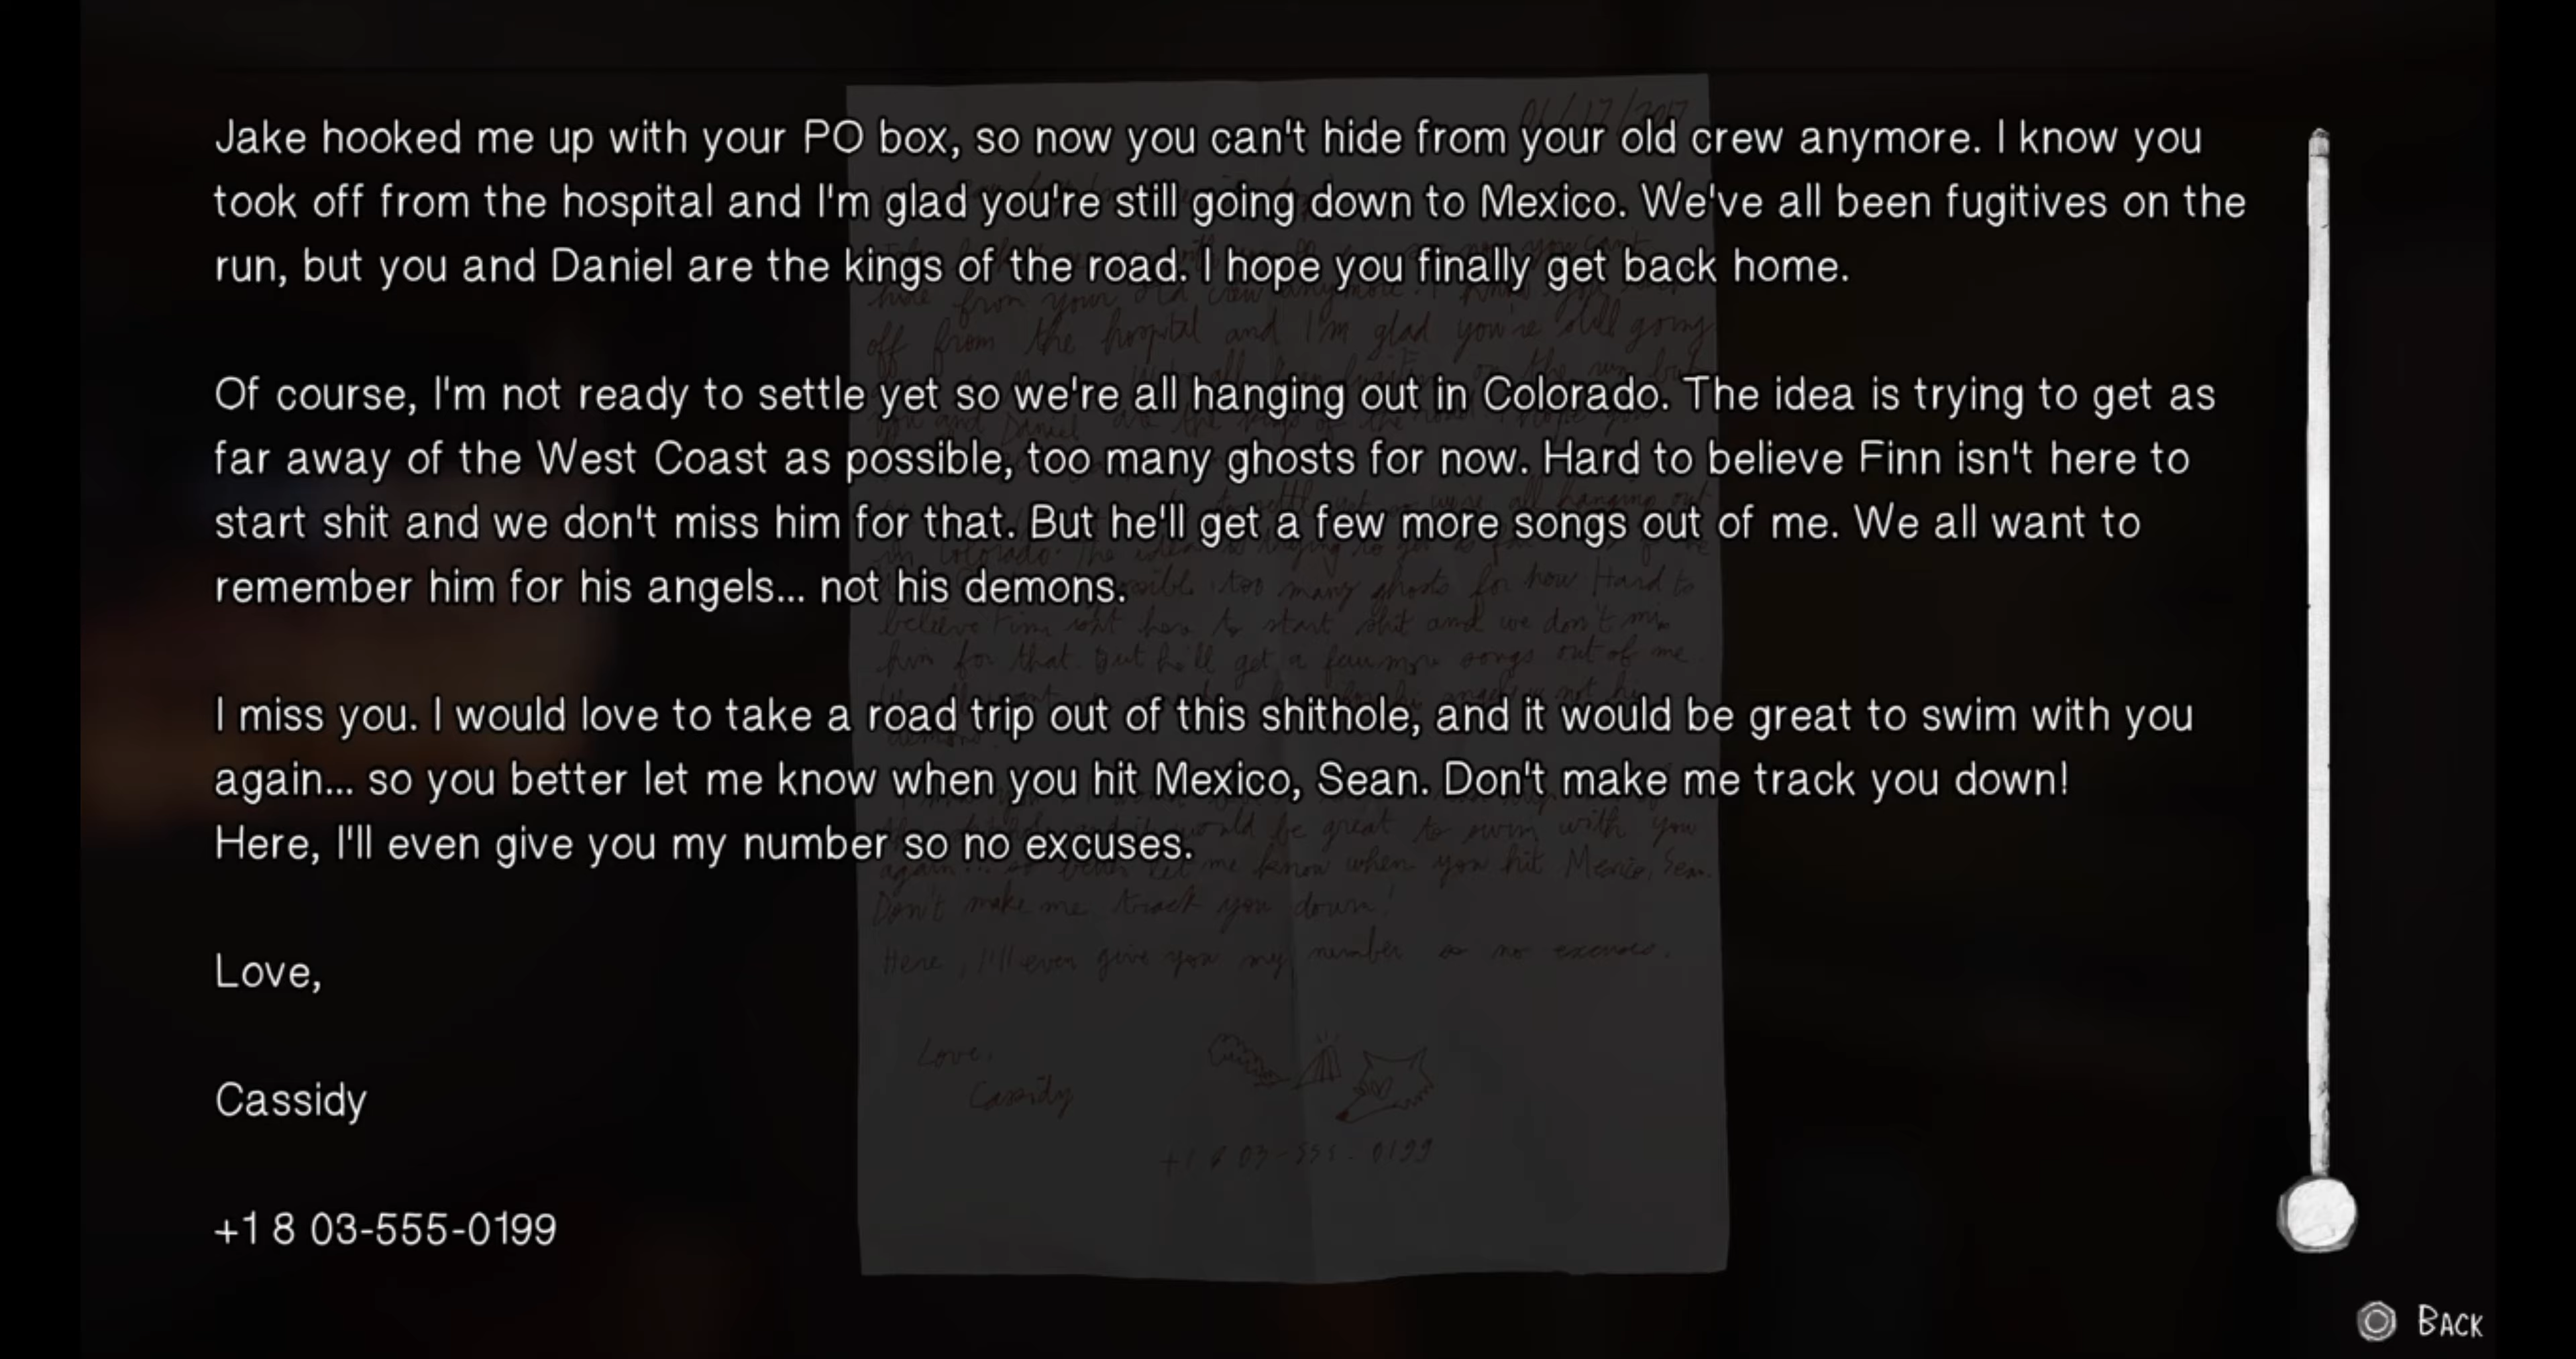 Jake hooked me up with your PO box, so now you can't hide from your old crew anymore. I know you
took off from the hospital and I'm glad you're still going down to Mexico. We've all been fugitives on the
run, but you and Daniel are the kings of the road. I hope you finally get back home.
Of course, I'm not ready to settle yet so we're all hanging out in Colorado. The idea is trying to get as
far away of the West Coast as possible, too many ghosts for now. Hard to believe Finn isn't here to
start shit and we don't miss him for that. But he'll get a few more songs out of me. We all want to
remember him for his angels... not his demons.
I miss you. I would love to take a road trip out of this shithole, and it would be great to swim with you
again... so you better let me know when you hit Mexico, Sean. Don't make me track you down!
Here, I'll even give you my number so no excuses.
Love,
Cassidy
+1 8 03-555-0199
BACK